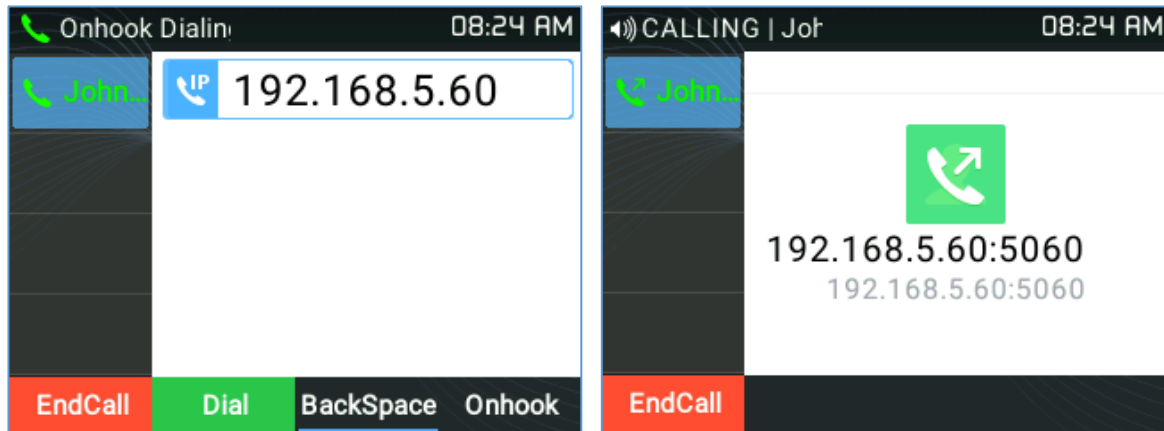 Onhook Dialin
08:24 AM
John...
IP
192.168.5.60
EndCall
Dial
BackSpace
Onhook
CALLING | Joh
08:24 AM
John...
192.168.5.60:5060
192.168.5.60:5060
EndCall